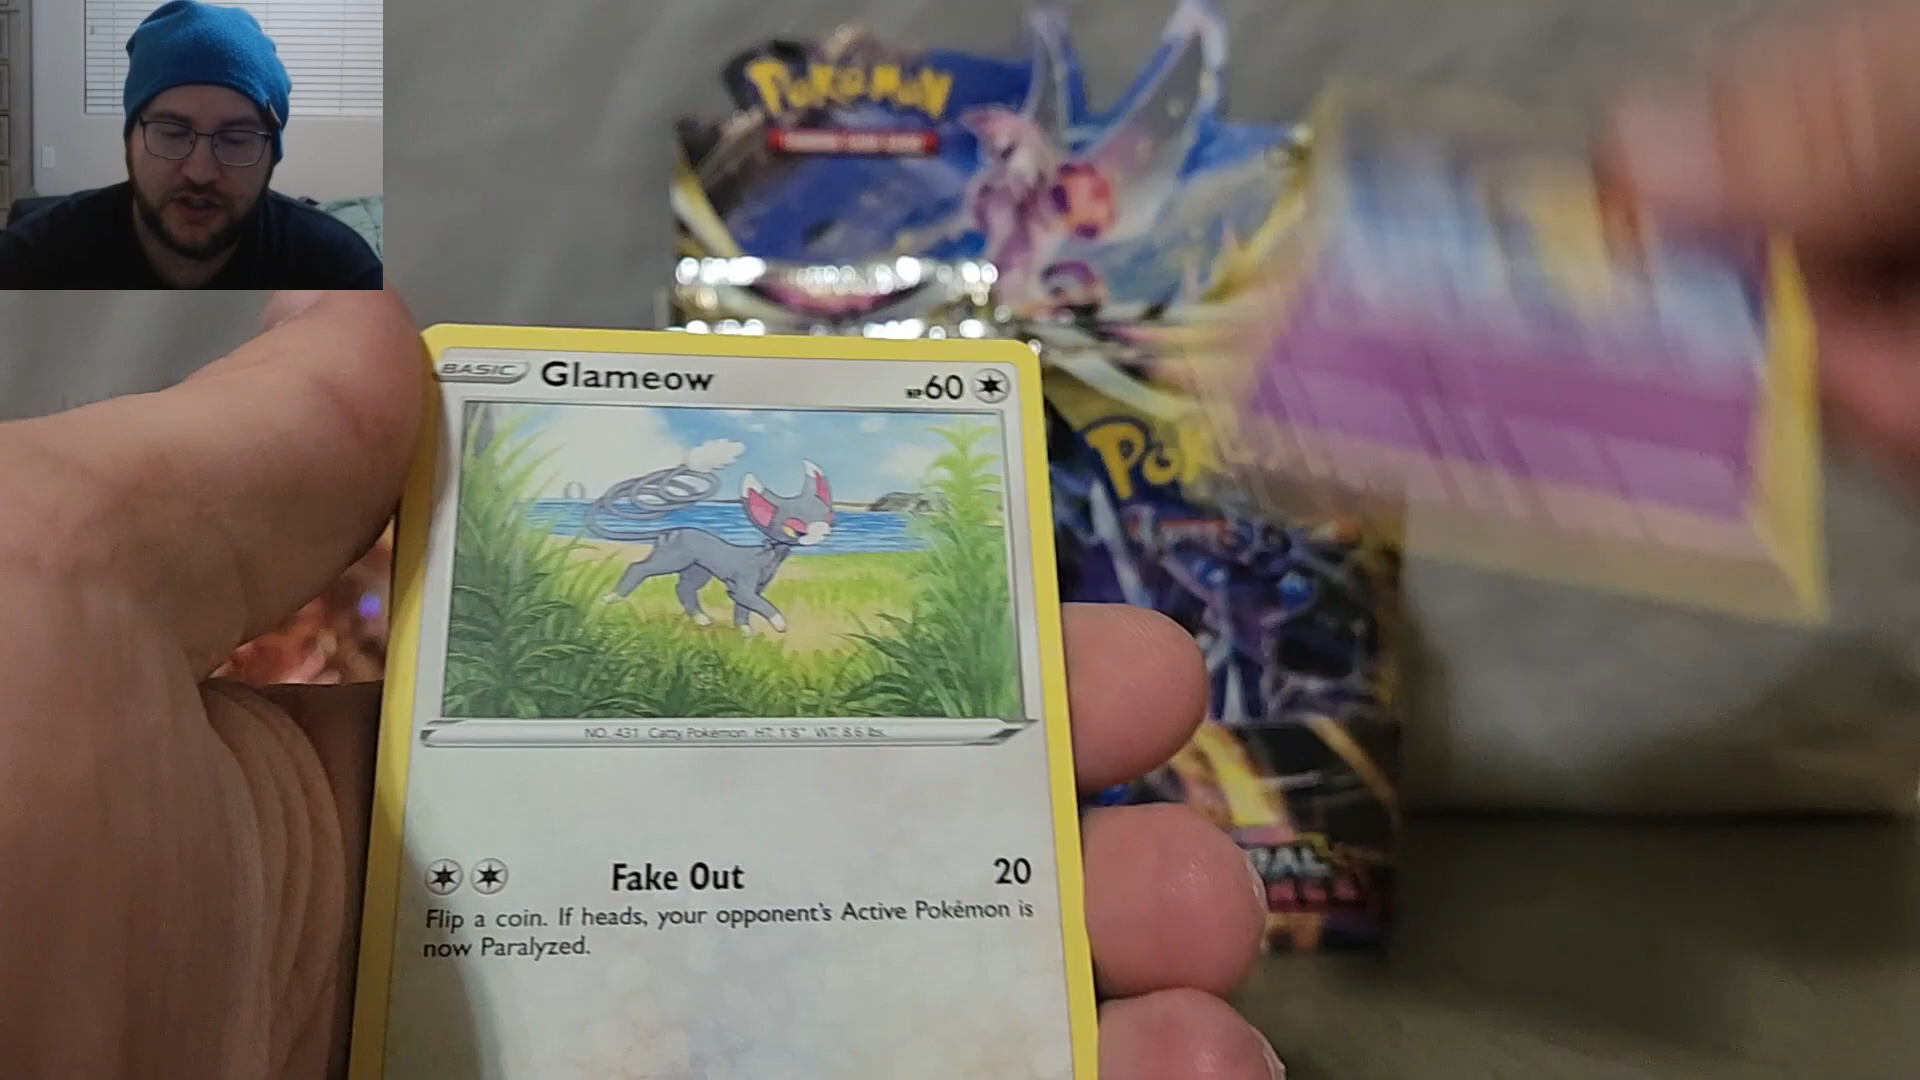 Pokémon
BASIC Glameow HP60
NO. 431 Catty Pokémon HT: 1'8" WT: 8.6 lbs.
Fake Out 20
Flip a coin. If heads, your opponent's Active Pokémon is
now Paralyzed.